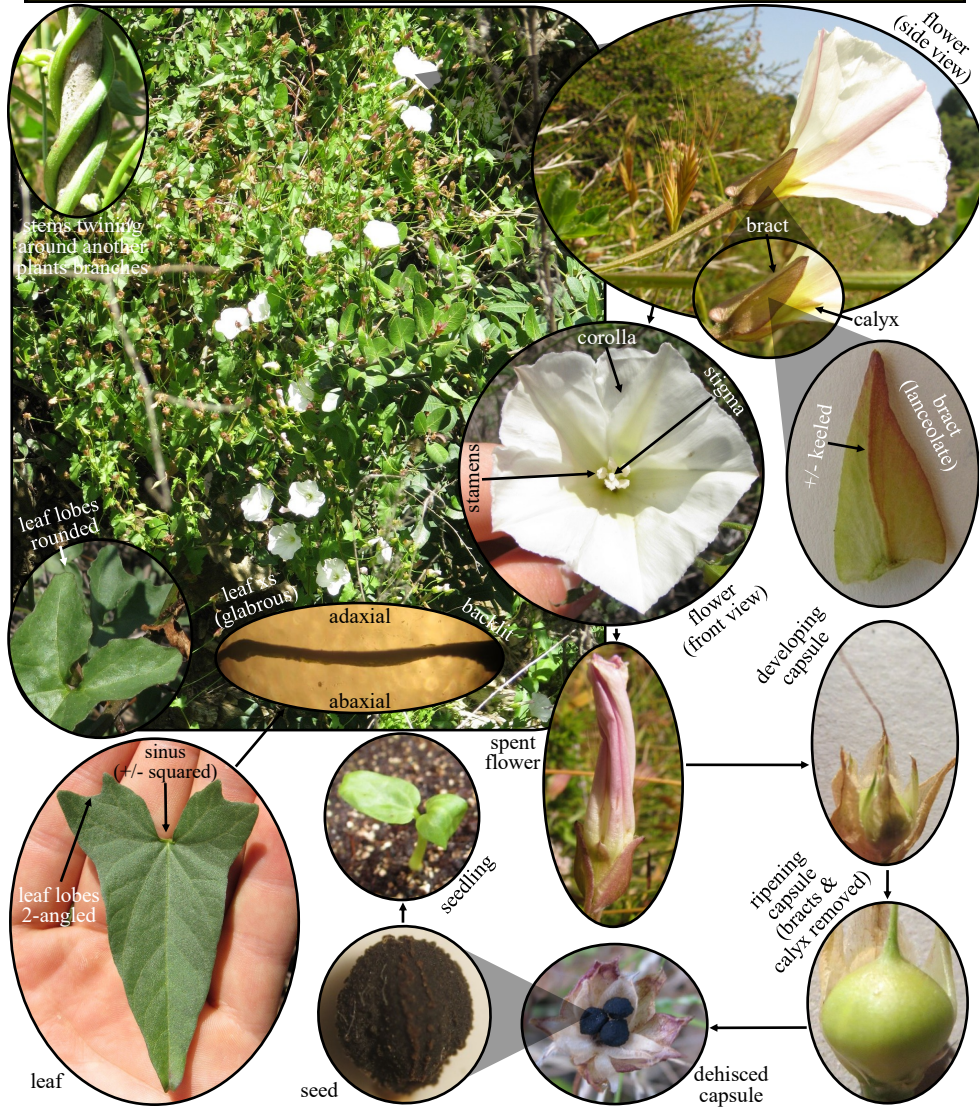 flower
(side view)
stems twining
around another
plants branches
bract
calyx
corolla
stigma
stamens
bract
(lanceolate)
+/- keeled
leaf lobes
rounded
leaf xs
(glabrous)
backlit
adaxial
abaxial
flower
(front view)
developing
capsule
sinus
(+/- squared)
spent
flower
leaf lobes
2-angled
seedling
ripening
capsule
(bracts &
calyx removed)
leaf
seed
dehisced
capsule